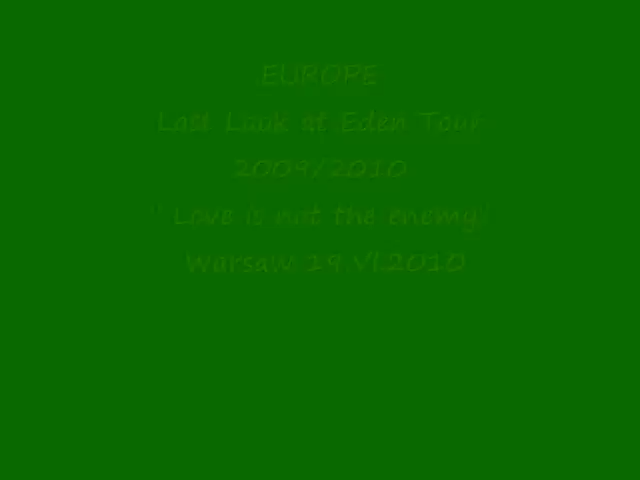 EUROPE
Last Look at Eden Tour
2009/2010
" Love is not the enemy"
Warsaw 19.VI.2010